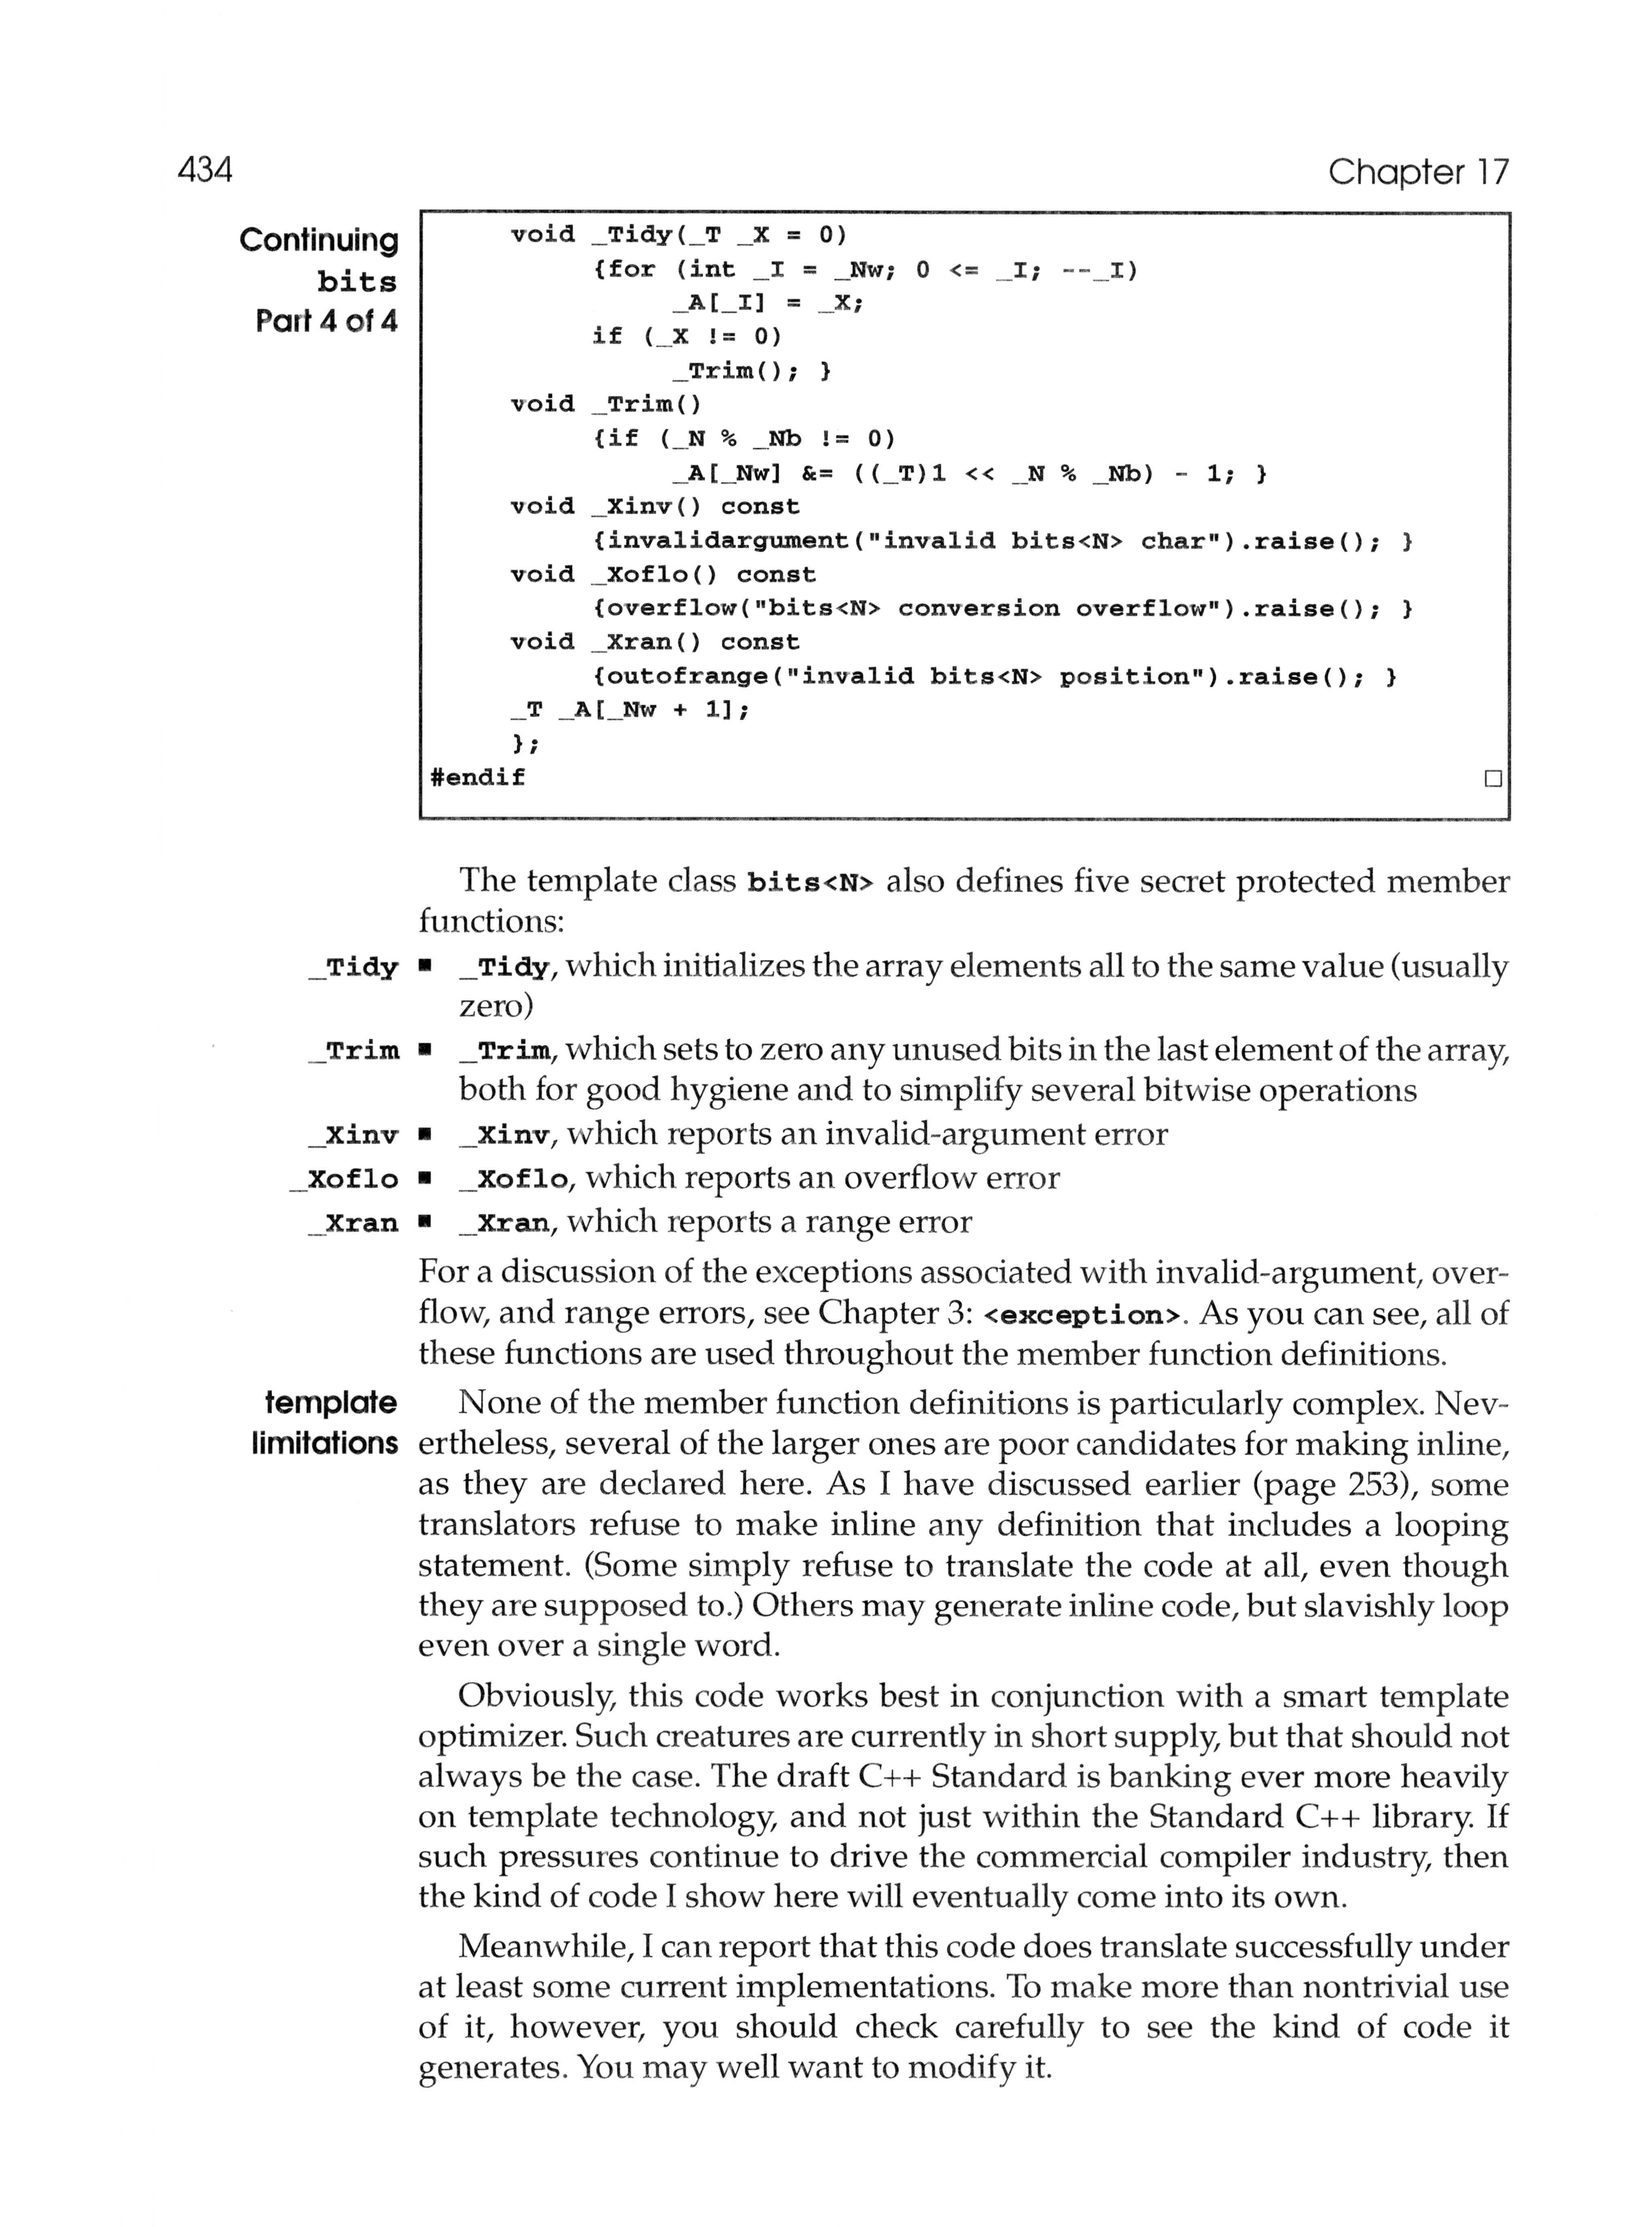 434
Chapter 17
Continuing
bits
Part 4 of 4
void _Tidy(_T _X = 0)
{for (int _I = _Nw; 0 <= _I; --_I)
_A[_I] = _X;
if (_X != 0)
_Trim(); }
void _Trim()
{if (_N % _Nb != 0)
_A[_Nw] &= ((_T)1 << _N % _Nb) - 1; }
void _Xinv() const
{invalidargument("invalid bits<N> char").raise(); }
void _Xoflo() const
{overflow("bits<N> conversion overflow").raise(); }
void _Xran() const
{outofrange("invalid bits<N> position").raise(); }
_T _A[_Nw + 1];
};
#endif □
The template class bits<N> also defines five secret protected member
functions:
_Tidy ■ _Tidy, which initializes the array elements all to the same value (usually
zero)
_Trim ■ _Trim, which sets to zero any unused bits in the last element of the array,
both for good hygiene and to simplify several bitwise operations
_Xinv ■ _Xinv, which reports an invalid-argument error
_Xoflo ■ _Xoflo, which reports an overflow error
_Xran ■ _Xran, which reports a range error
For a discussion of the exceptions associated with invalid-argument, over-
flow, and range errors, see Chapter 3: <exception>. As you can see, all of
these functions are used throughout the member function definitions.
template
limitations
None of the member function definitions is particularly complex. Nev-
ertheless, several of the larger ones are poor candidates for making inline,
as they are declared here. As I have discussed earlier (page 253), some
translators refuse to make inline any definition that includes a looping
statement. (Some simply refuse to translate the code at all, even though
they are supposed to.) Others may generate inline code, but slavishly loop
even over a single word.
Obviously, this code works best in conjunction with a smart template
optimizer. Such creatures are currently in short supply, but that should not
always be the case. The draft C++ Standard is banking ever more heavily
on template technology, and not just within the Standard C++ library. If
such pressures continue to drive the commercial compiler industry, then
the kind of code I show here will eventually come into its own.
Meanwhile, I can report that this code does translate successfully under
at least some current implementations. To make more than nontrivial use
of it, however, you should check carefully to see the kind of code it
generates. You may well want to modify it.